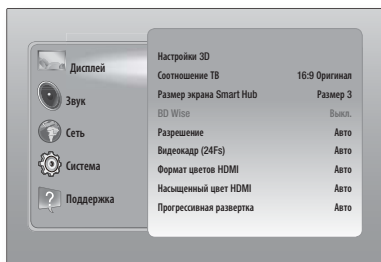 Дисплей
Звук
Сеть
Система
Поддержка
Настройки 3D
Соотношение ТВ 16:9 Оригинал
Размер экрана Smart Hub Размер 3
BD Wise Выкл.
Разрешение Авто
Видеокадр (24Fs) Авто
Формат цветов HDMI Авто
Насыщенный цвет HDMI Авто
Прогрессивная развертка Авто